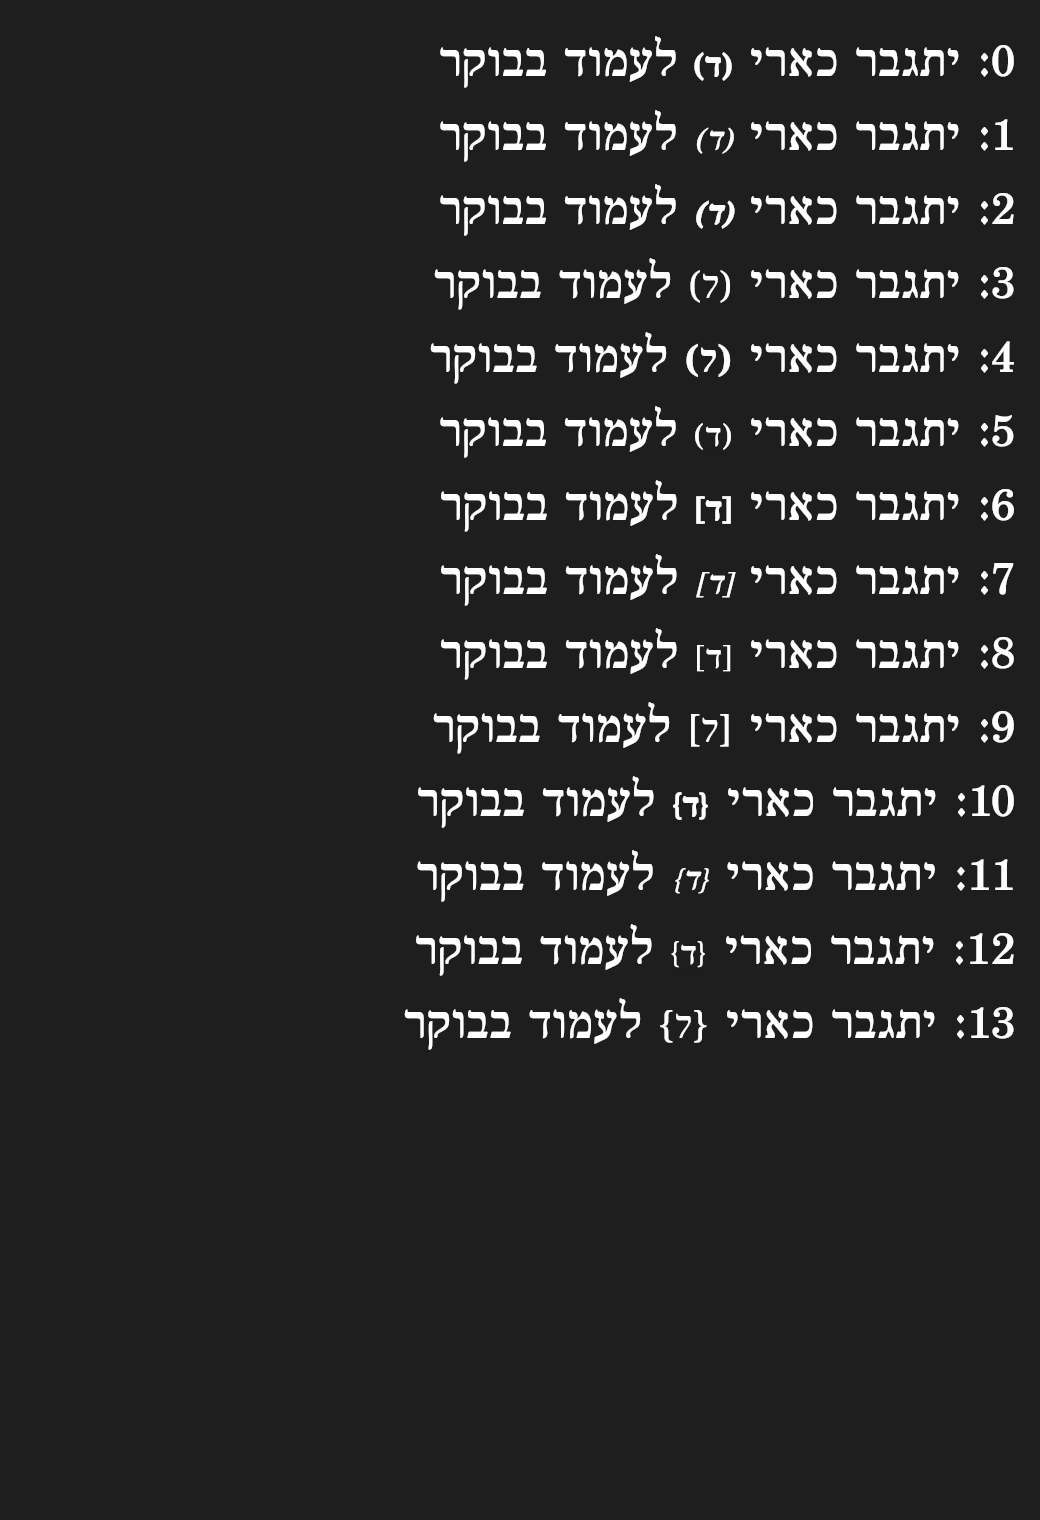 0: יתגבר כארי (ד) לעמוד בבוקר
1: יתגבר כארי (ד) לעמוד בבוקר
2: יתגבר כארי (ד) לעמוד בבוקר
3: יתגבר כארי (ד) לעמוד בבוקר
4: יתגבר כארי (ד) לעמוד בבוקר
5: יתגבר כארי (ד) לעמוד בבוקר
6: יתגבר כארי [ד] לעמוד בבוקר
7: יתגבר כארי [ד] לעמוד בבוקר
8: יתגבר כארי [ד] לעמוד בבוקר
9: יתגבר כארי [ד] לעמוד בבוקר
10: יתגבר כארי {ד} לעמוד בבוקר
11: יתגבר כארי {ד} לעמוד בבוקר
12: יתגבר כארי {ד} לעמוד בבוקר
13: יתגבר כארי {ד} לעמוד בבוקר